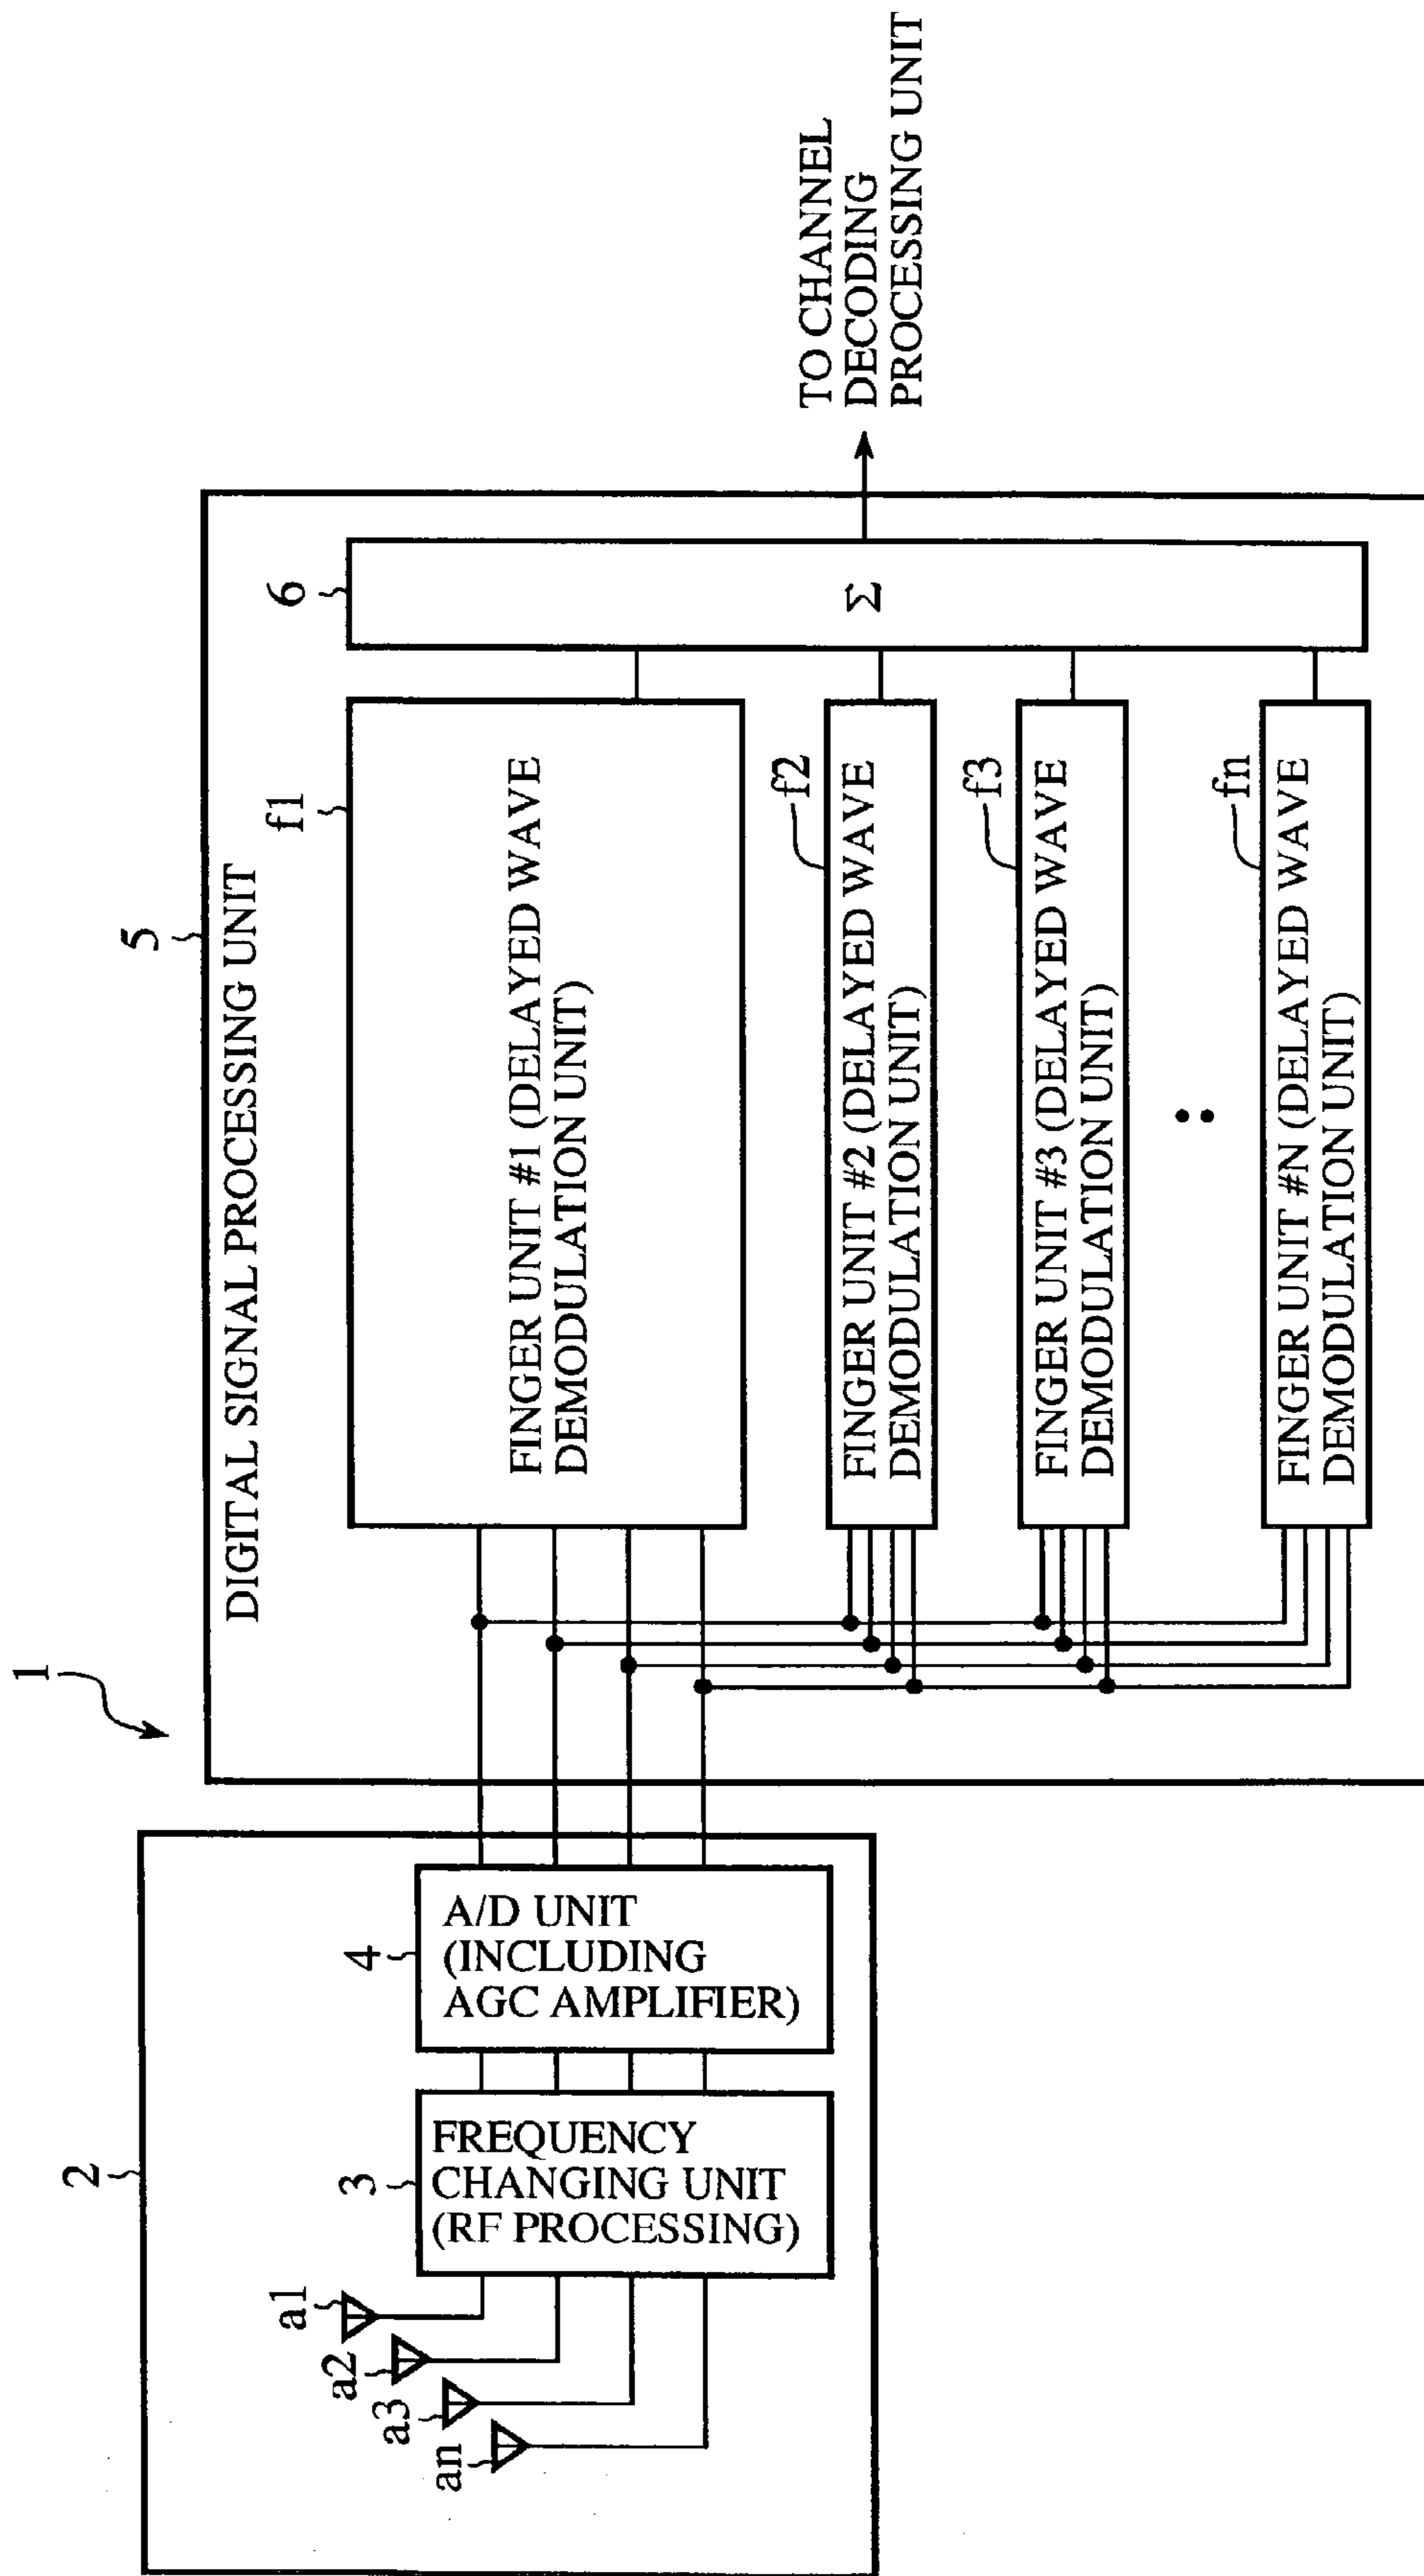 1
2
a1
a2
a3
an
3
FREQUENCY
CHANGING UNIT
(RF PROCESSING)
4
A/D UNIT
(INCLUDING
AGC AMPLIFIER)
5
DIGITAL SIGNAL PROCESSING UNIT
f1
FINGER UNIT #1 (DELAYED WAVE
DEMODULATION UNIT)
f2
FINGER UNIT #2 (DELAYED WAVE
DEMODULATION UNIT)
f3
FINGER UNIT #3 (DELAYED WAVE
DEMODULATION UNIT)
fn
FINGER UNIT #N (DELAYED WAVE
DEMODULATION UNIT)
6
Σ
TO CHANNEL
DECODING
PROCESSING UNIT